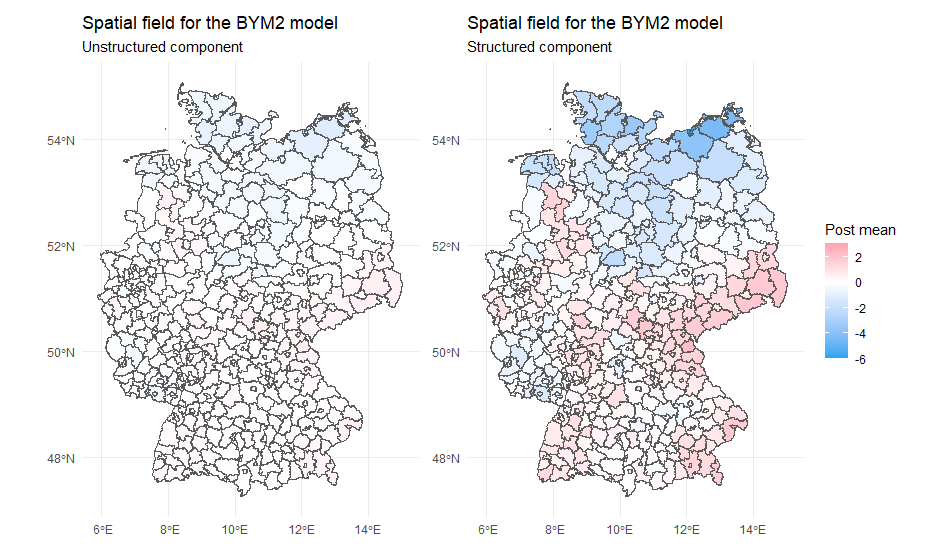 Spatial field for the BYM2 model
Unstructured component
54°N
52°N
50°N
48°N
6°E
8°E
10°E
12°E
14°E
Spatial field for the BYM2 model
Structured component
54°N
52°N
50°N
48°N
6°E
8°E
10°E
12°E
14°E
Post mean
2
0
-2
-4
-6